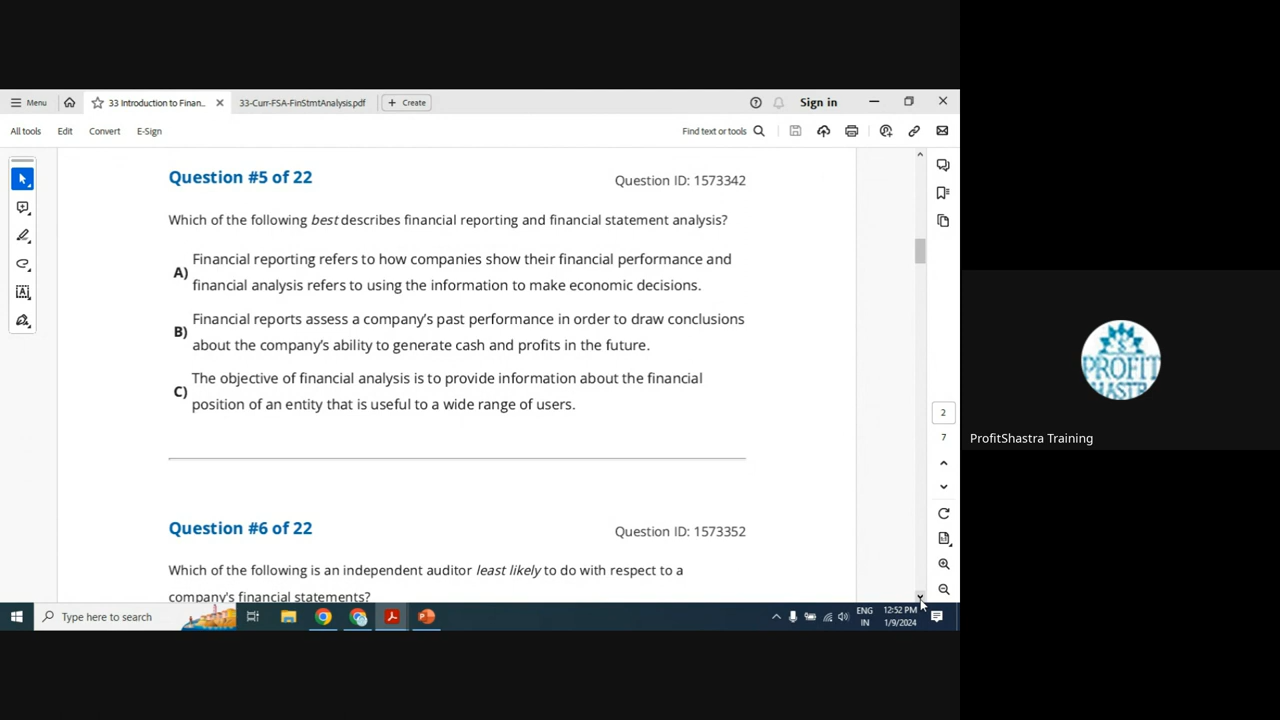 Menu
33 Introduction to Finan...
33-Curr-FSA-FinStmtAnalysis.pdf
Create
Sign in
All tools
Edit
Convert
E-Sign
Find text or tools
Question #5 of 22
Question ID: 1573342
Which of the following best describes financial reporting and financial statement analysis?
A)
Financial reporting refers to how companies show their financial performance and
financial analysis refers to using the information to make economic decisions.
B)
Financial reports assess a company's past performance in order to draw conclusions
about the company's ability to generate cash and profits in the future.
C)
The objective of financial analysis is to provide information about the financial
position of an entity that is useful to a wide range of users.
2
7
Question #6 of 22
Question ID: 1573352
Which of the following is an independent auditor least likely to do with respect to a
company's financial statements?
Type here to search
ENG
IN
12:52 PM
1/9/2024
PROFIT
ProfitShastra Training